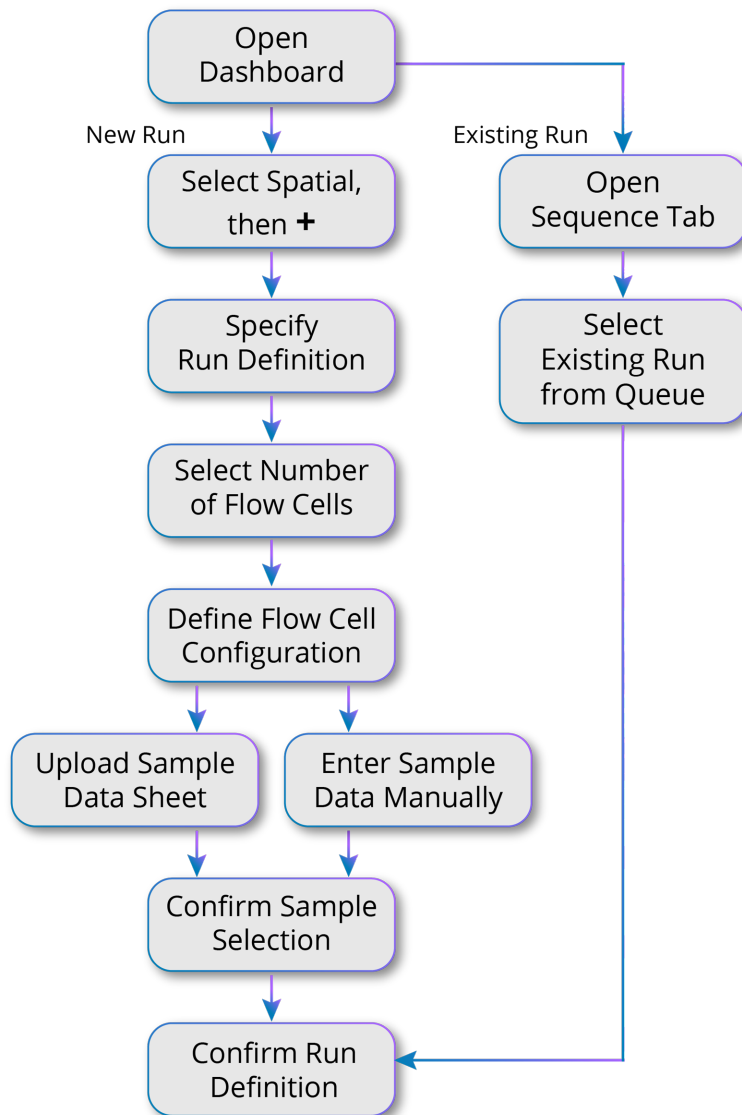 Open
Dashboard
New Run
Existing Run
Select Spatial,
then +
Open
Sequence Tab
Specify
Run Definition
Select
Existing Run
from Queue
Select Number
of Flow Cells
Define Flow Cell
Configuration
Upload Sample
Data Sheet
Enter Sample
Data Manually
Confirm Sample
Selection
Confirm Run
Definition